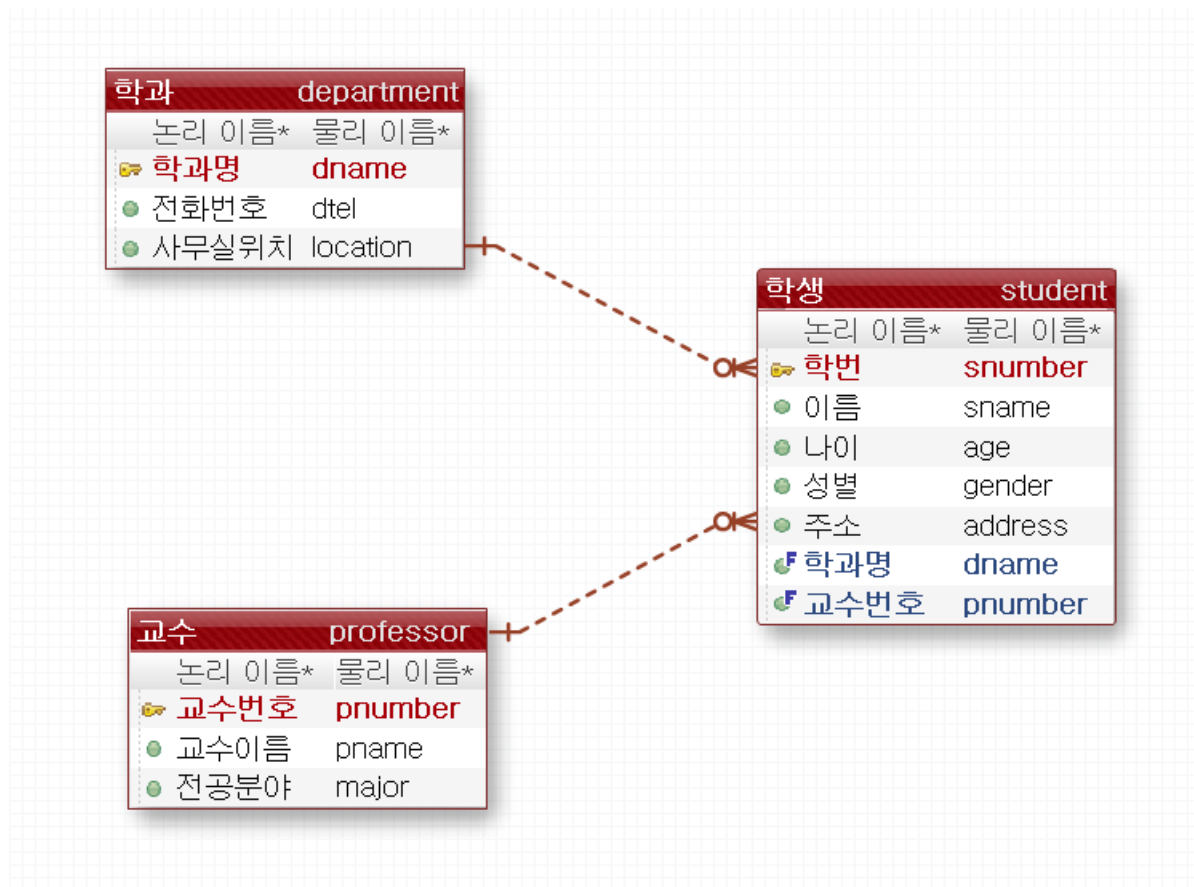 학과 department
논리 이름* 물리 이름*
학과명 dname
전화번호 dtel
사무실위치 location
학생 student
논리 이름* 물리 이름*
학번 snumber
이름 sname
나이 age
성별 gender
주소 address
F 학과명 dname
F 교수번호 pnumber
교수 professor
논리 이름* 물리 이름*
교수번호 pnumber
교수이름 pname
전공분야 major